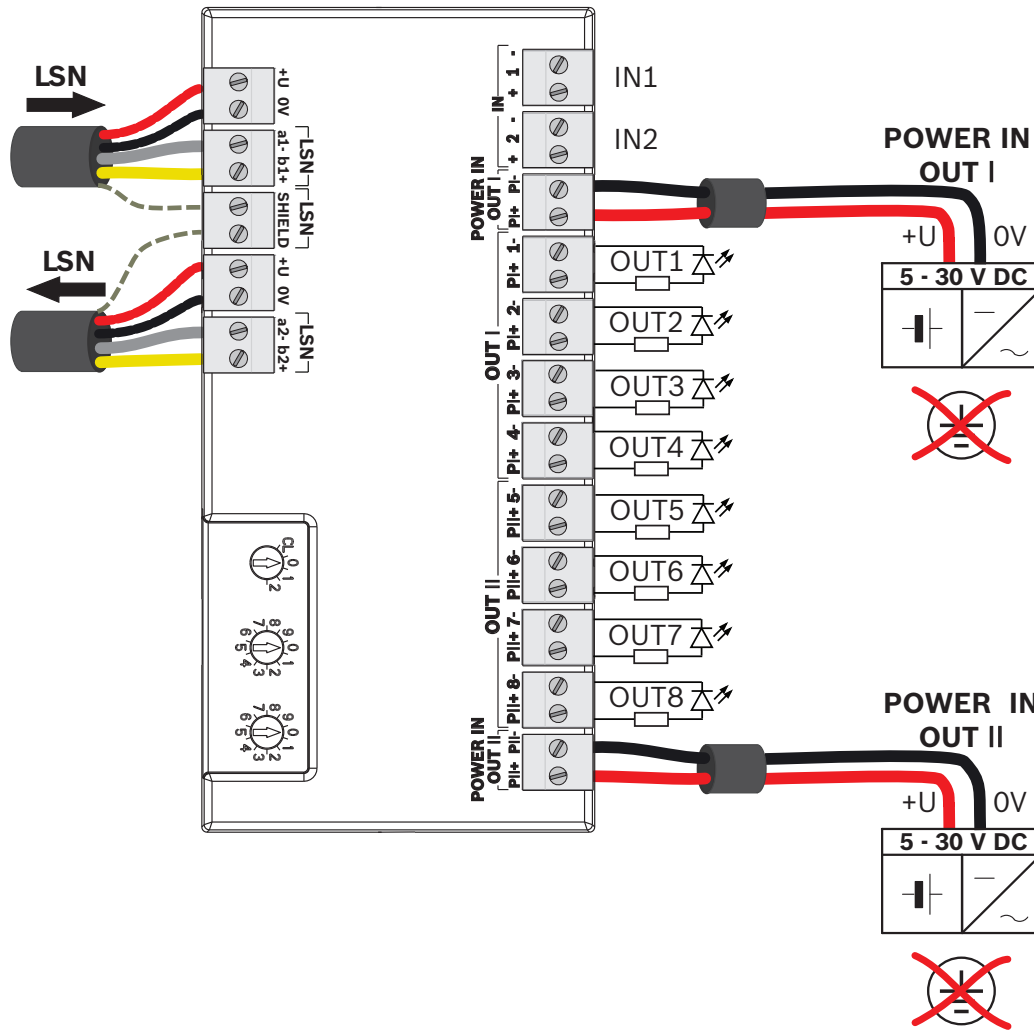 LSN
+U 0V
a1- b1+
LSN
SHIELD
LSN
LSN
+U 0V
a2- b2+
LSN
CL 0 1 2
0 1 2 3 4 5 6 7 8 9
0 1 2 3 4 5 6 7 8 9
IN
+ 1 -
IN1
+ 2 -
IN2
POWER IN
OUT I
PI+ PI-
OUT I
PI+ 1-
OUT1
PI+ 2-
OUT2
PI+ 3-
OUT3
PI+ 4-
OUT4
OUT II
PII+ 5-
OUT5
PII+ 6-
OUT6
PII+ 7-
OUT7
PII+ 8-
OUT8
POWER IN
OUT II
PII+ PII-
POWER IN
OUT I
+U 0V
5 - 30 V DC
POWER IN
OUT II
+U 0V
5 - 30 V DC